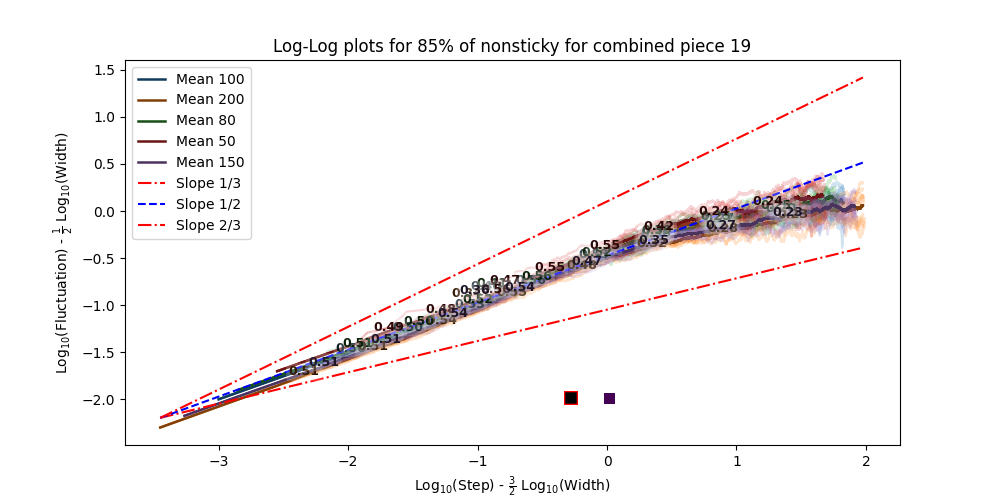 Log-Log plots for 85% of nonsticky for combined piece 19
Log10(Fluctuation) - 1/2 Log10(Width)
1.5
1.0
0.5
0.0
−0.5
−1.0
−1.5
−2.0
Mean 100
Mean 200
Mean 80
Mean 50
Mean 150
Slope 1/3
Slope 1/2
Slope 2/3
0.24
0.24
0.23
0.42
0.27
0.35
0.55
0.47
0.55
0.47
0.54
0.36
0.54
0.50
0.49
0.51
0.51
0.51
−3
−2
−1
0
1
2
Log10(Step) - 3/2 Log10(Width)